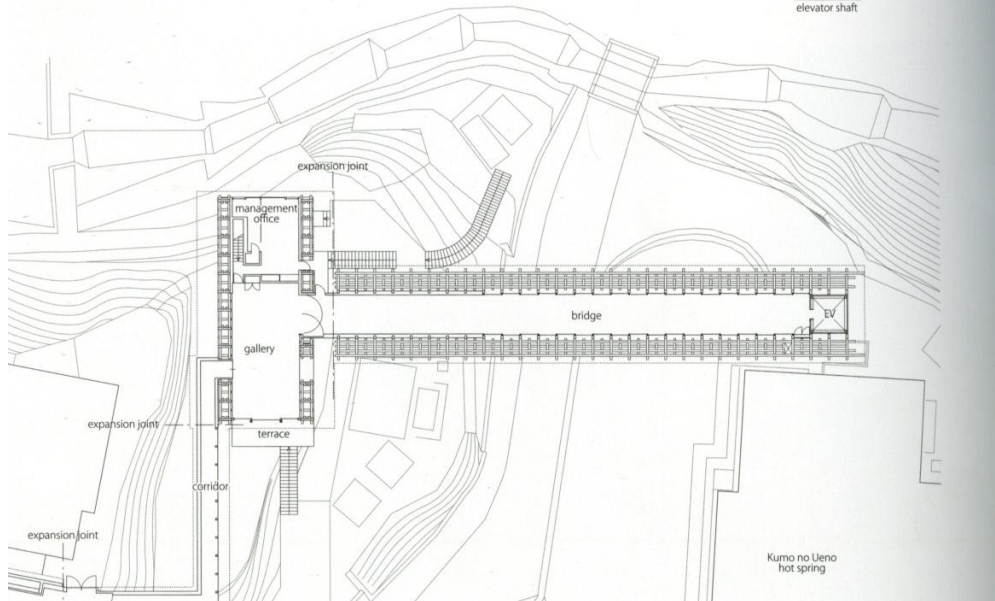 elevator shaft
expansion joint
management
office
bridge
EV
gallery
expansion joint
terrace
corridor
expansion joint
Kumo no Ueno
hot spring